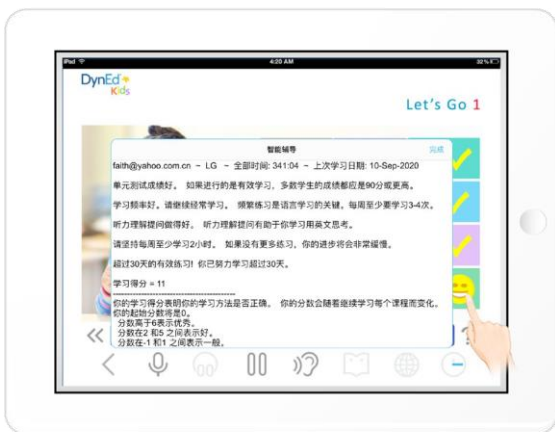 iPad
4:20 AM
32%
DynEd
Kids
Let's Go 1
智能辅导
完成
faith@yahoo.com.cn ~ LG ~ 全部时间: 341:04 ~ 上次学习日期: 10-Sep-2020
单元测试成绩好。 如果进行的是有效学习，多数学生的成绩都应是90分或更高。
学习频率好。请继续经常学习。 频繁练习是语言学习的关键。每周至少要学习3-4次。
听力理解提问做得好。 听力理解提问有助于你学习用英文思考。
请坚持每周至少学习2小时。 如果没有更多练习，你的进步将会非常缓慢。
超过30天的有效练习! 你已努力学习超过30天。
学习得分 = 11
----------------------------------------
你的学习得分表明你的学习方法是否正确。 你的分数会随着继续学习每个课程而变化。
你的起始分数将是0。
分数高于6表示优秀。
分数在2 和5 之间表示好。
分数在-1 和1 之间表示一般。
?